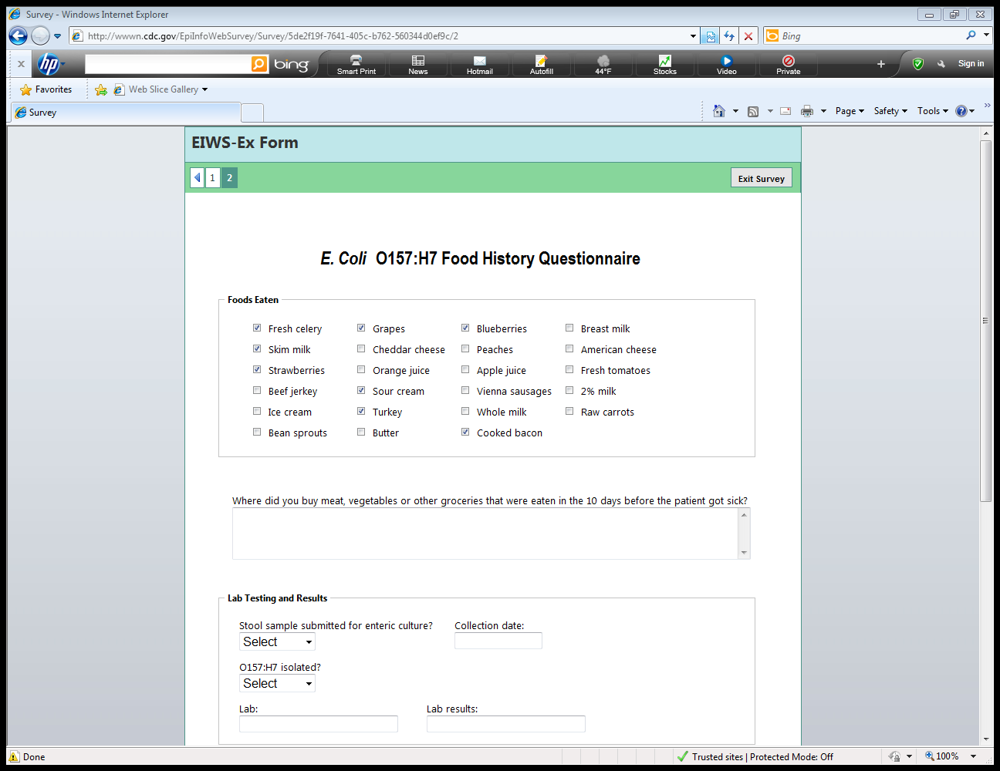 Survey - Windows Internet Explorer
http://wwwn.cdc.gov/EpiInfoWebSurvey/Survey/5de2f19f-7641-405c-b762-560344d0ef9c/2
Bing
x hp bing Smart Print News Hotmail Autofill 44°F Stocks Video Private + Sign in
Favorites Web Slice Gallery
Survey Page Safety Tools
EIWS-Ex Form
1 2 Exit Survey
E. Coli O157:H7 Food History Questionnaire
Foods Eaten
Fresh celery Grapes Blueberries Breast milk
Skim milk Cheddar cheese Peaches American cheese
Strawberries Orange juice Apple juice Fresh tomatoes
Beef jerkey Sour cream Vienna sausages 2% milk
Ice cream Turkey Whole milk Raw carrots
Bean sprouts Butter Cooked bacon
Where did you buy meat, vegetables or other groceries that were eaten in the 10 days before the patient got sick?
Lab Testing and Results
Stool sample submitted for enteric culture? Collection date:
Select
O157:H7 isolated?
Select
Lab: Lab results:
Done Trusted sites | Protected Mode: Off 100%